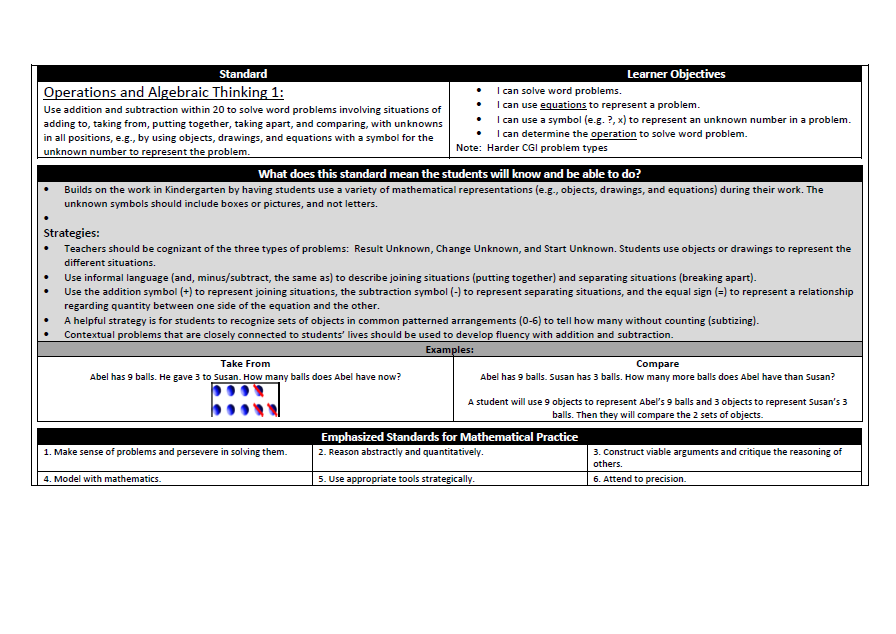 Standard
Learner Objectives
Operations and Algebraic Thinking 1:
Use addition and subtraction within 20 to solve word problems involving situations of
adding to, taking from, putting together, taking apart, and comparing, with unknowns
in all positions, e.g., by using objects, drawings, and equations with a symbol for the
unknown number to represent the problem.
• I can solve word problems.
• I can use equations to represent a problem.
• I can use a symbol (e.g. ?, x) to represent an unknown number in a problem.
• I can determine the operation to solve word problem.
Note: Harder CGI problem types
What does this standard mean the students will know and be able to do?
• Builds on the work in Kindergarten by having students use a variety of mathematical representations (e.g., objects, drawings, and equations) during their work. The
unknown symbols should include boxes or pictures, and not letters.
•
Strategies:
• Teachers should be cognizant of the three types of problems: Result Unknown, Change Unknown, and Start Unknown. Students use objects or drawings to represent the
different situations.
• Use informal language (and, minus/subtract, the same as) to describe joining situations (putting together) and separating situations (breaking apart).
• Use the addition symbol (+) to represent joining situations, the subtraction symbol (-) to represent separating situations, and the equal sign (=) to represent a relationship
regarding quantity between one side of the equation and the other.
• A helpful strategy is for students to recognize sets of objects in common patterned arrangements (0-6) to tell how many without counting (subtizing).
• Contextual problems that are closely connected to students' lives should be used to develop fluency with addition and subtraction.
Examples:
Take From
Abel has 9 balls. He gave 3 to Susan. How many balls does Abel have now?
Compare
Abel has 9 balls. Susan has 3 balls. How many more balls does Abel have than Susan?
A student will use 9 objects to represent Abel's 9 balls and 3 objects to represent Susan's 3
balls. Then they will compare the 2 sets of objects.
Emphasized Standards for Mathematical Practice
1. Make sense of problems and persevere in solving them.
2. Reason abstractly and quantitatively.
3. Construct viable arguments and critique the reasoning of
others.
4. Model with mathematics.
5. Use appropriate tools strategically.
6. Attend to precision.